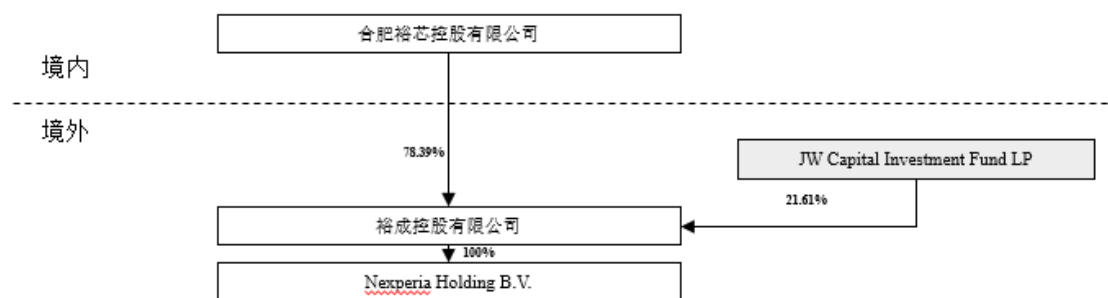 合肥裕芯控股有限公司
境内
境外
78.39%
JW Capital Investment Fund LP
21.61%
裕成控股有限公司
100%
Nexperia Holding B.V.